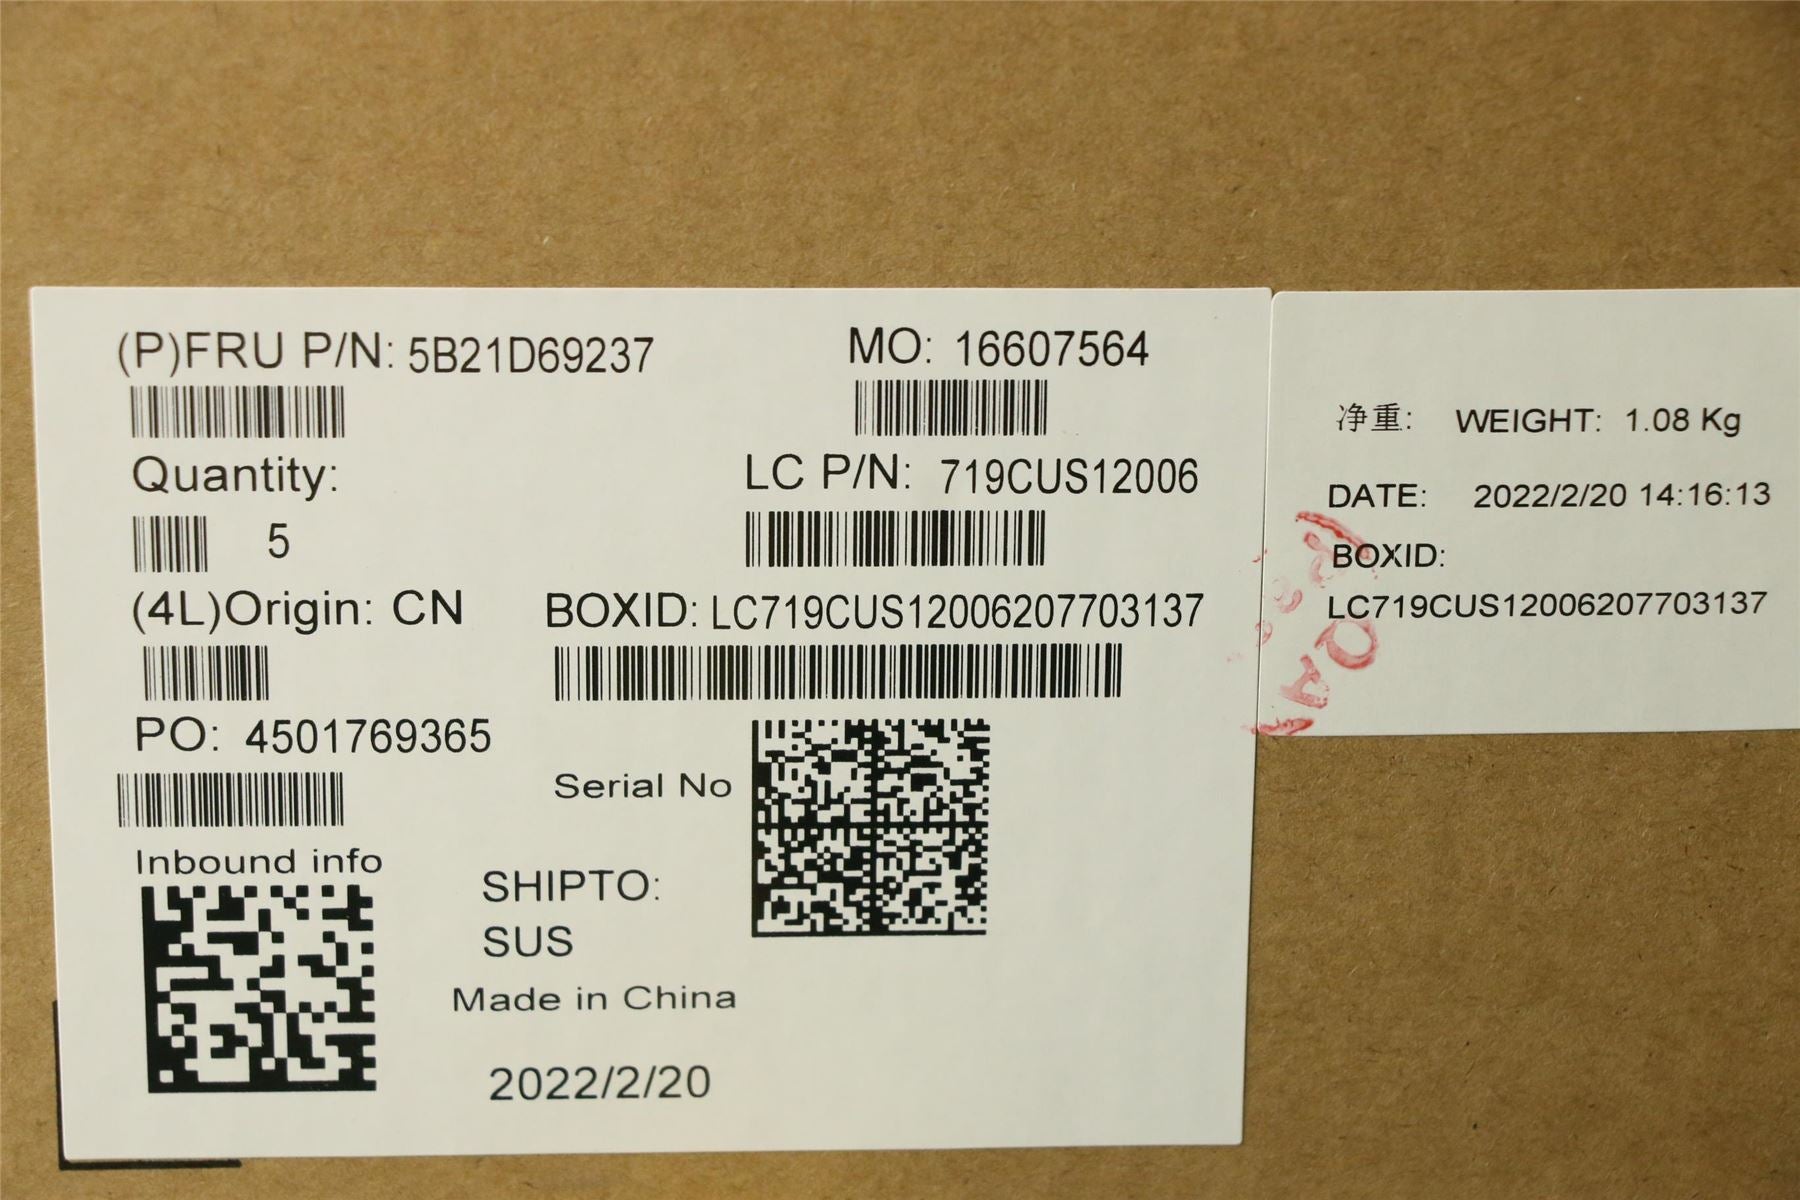 (P)FRU P/N: 5B21D69237
MO: 16607564
Quantity:
5
LC P/N: 719CUS12006
(4L)Origin: CN
BOXID: LC719CUS12006207703137
PO: 4501769365
Serial No
Inbound info
SHIPTO:
SUS
Made in China
2022/2/20
净重: WEIGHT: 1.08 Kg
DATE: 2022/2/20 14:16:13
BOXID:
LC719CUS12006207703137
QA